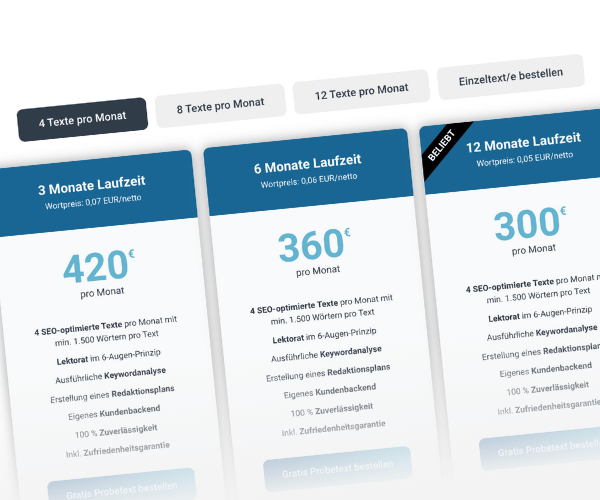 4 Texte pro Monat
8 Texte pro Monat
12 Texte pro Monat
Einzeltext/e bestellen
3 Monate Laufzeit
Wortpreis: 0,07 EUR/netto
420€
pro Monat
4 SEO-optimierte Texte pro Monat mit
min. 1.500 Wörtern pro Text
Lektorat im 6-Augen-Prinzip
Ausführliche Keywordanalyse
Erstellung eines Redaktionsplans
Eigenes Kundenbackend
100 % Zuverlässigkeit
Inkl. Zufriedenheitsgarantie
Gratis Probetext bestellen
6 Monate Laufzeit
Wortpreis: 0,06 EUR/netto
360€
pro Monat
4 SEO-optimierte Texte pro Monat mit
min. 1.500 Wörtern pro Text
Lektorat im 6-Augen-Prinzip
Ausführliche Keywordanalyse
Erstellung eines Redaktionsplans
Eigenes Kundenbackend
100 % Zuverlässigkeit
Inkl. Zufriedenheitsgarantie
Gratis Probetext bestellen
BELIEBT
12 Monate Laufzeit
Wortpreis: 0,05 EUR/netto
300€
pro Monat
4 SEO-optimierte Texte pro Monat
min. 1.500 Wörtern pro Text
Lektorat im 6-Augen-Prinzip
Ausführliche Keywordanalyse
Erstellung eines Redaktionsplan
Eigenes Kundenbackend
100 % Zuverlässigkeit
Inkl. Zufriedenheitsgarantie
Gratis Probetext bestellen